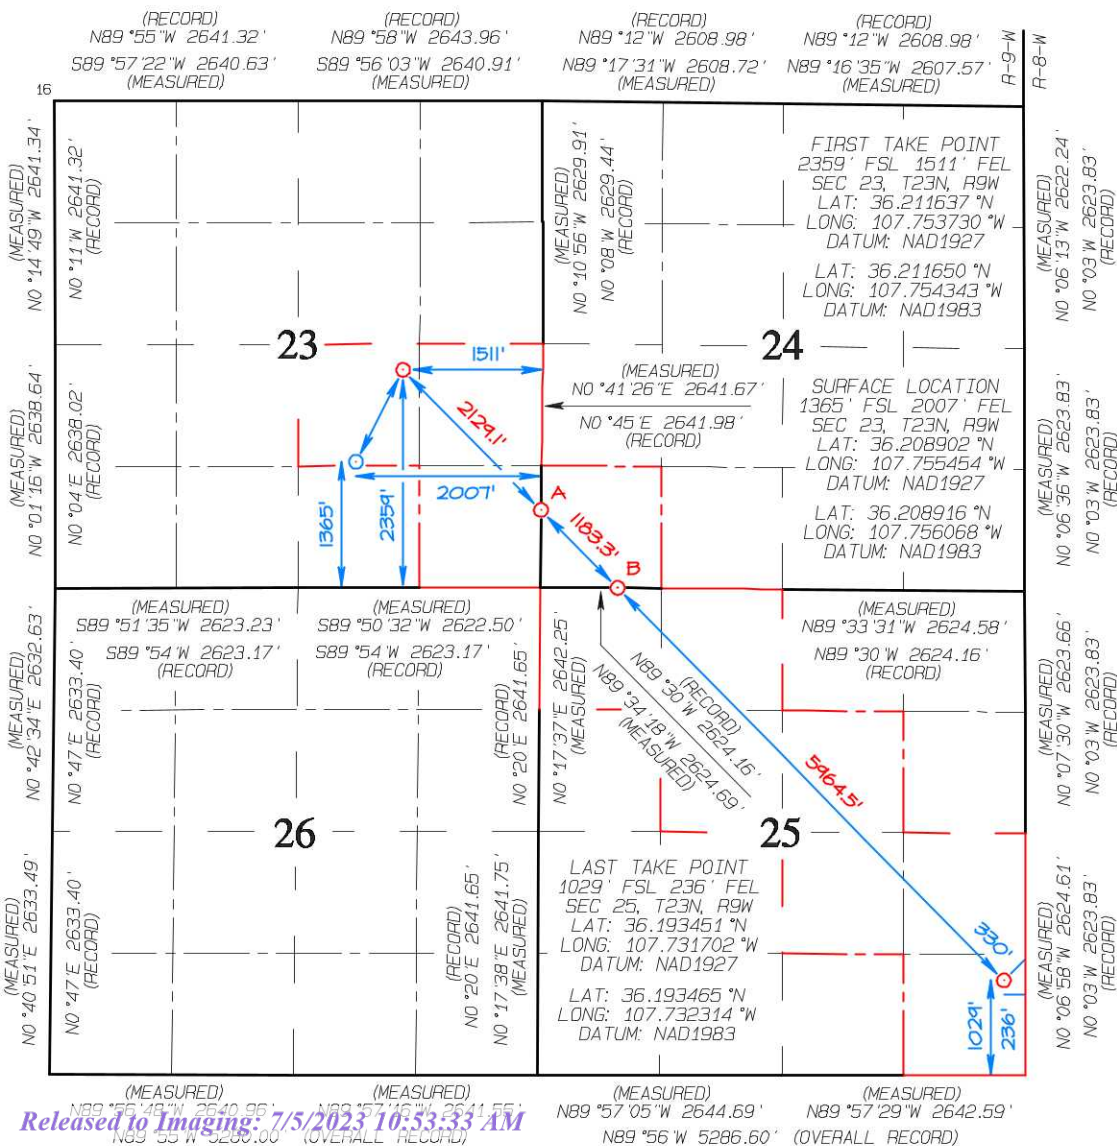 (RECORD)
N89°55'W 2641.32'
S89°57'22"W 2640.63'
(MEASURED)
(RECORD)
N89°58'W 2643.96'
S89°56'03"W 2640.91'
(MEASURED)
(RECORD)
N89°12'W 2608.98'
N89°17'31"W 2608.72'
(MEASURED)
(RECORD)
N89°12'W 2608.98'
N89°16'35"W 2607.57'
(MEASURED)
R-9-W
R-8-W
16
(MEASURED)
N0°14'49"W 2641.34'
N0°11'W 2641.32'
(RECORD)
(MEASURED)
N0°10'56"W 2629.91'
N0°08'W 2629.44'
(RECORD)
FIRST TAKE POINT
2359' FSL 1511' FEL
SEC 23, T23N, R9W
LAT: 36.211637°N
LONG: 107.753730°W
DATUM: NAD1927
LAT: 36.211650°N
LONG: 107.754343°W
DATUM: NAD1983
(MEASURED)
N0°06'13"W 2622.24'
N0°03'W 2623.83'
(RECORD)
23
1511'
24
(MEASURED)
N0°41'26"E 2641.67'
N0°45'E 2641.98'
(RECORD)
SURFACE LOCATION
1365' FSL 2007' FEL
SEC 23, T23N, R9W
LAT: 36.208902°N
LONG: 107.755454°W
DATUM: NAD1927
LAT: 36.208916°N
LONG: 107.756068°W
DATUM: NAD1983
(MEASURED)
N0°01'16"W 2638.64'
N0°04'E 2638.02'
(RECORD)
2129.1'
2007'
A
1365'
2359'
1183.3'
B
(MEASURED)
N0°06'36"W 2623.83'
N0°03'W 2623.83'
(RECORD)
(MEASURED)
S89°51'35"W 2623.23'
S89°54'W 2623.17'
(RECORD)
(MEASURED)
S89°50'32"W 2622.50'
S89°54'W 2623.17'
(RECORD)
(MEASURED)
N89°33'31"W 2624.58'
N89°30'W 2624.16'
(RECORD)
(MEASURED)
N0°42'34"E 2632.63'
N0°47'E 2633.40'
(RECORD)
(RECORD)
N0°20'E 2641.65'
N0°17'37"E 2642.25'
(MEASURED)
(RECORD)
N89°30'W 2624.16'
N89°34'18"W 2624.69'
(MEASURED)
5964.5'
(MEASURED)
N0°07'30"W 2623.65'
N0°03'W 2623.83'
(RECORD)
26
25
(MEASURED)
N0°40'51"E 2633.49'
N0°47'E 2633.40'
(RECORD)
(RECORD)
N0°20'E 2641.65'
N0°17'38"E 2641.75'
(MEASURED)
LAST TAKE POINT
1029' FSL 236' FEL
SEC 25, T23N, R9W
LAT: 36.193451°N
LONG: 107.731702°W
DATUM: NAD1927
LAT: 36.193465°N
LONG: 107.732314°W
DATUM: NAD1983
330'
1029'
236'
(MEASURED)
N0°06'58"W 2624.61'
N0°03'W 2623.83'
(RECORD)
(MEASURED)
N89°56'48"W 2640.96'
(MEASURED)
N89°57'46"W 2641.55'
N89°55'W 5280.00' (OVERALL RECORD)
(MEASURED)
N89°57'05"W 2644.69'
(MEASURED)
N89°57'29"W 2642.59'
N89°56'W 5286.60' (OVERALL RECORD)
Released to Imaging: 7/5/2023 10:53:33 AM